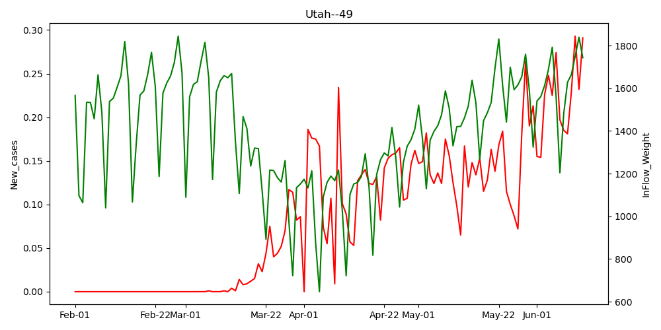 Utah--49
0.30
0.25
0.20
0.15
0.10
0.05
0.00
New_cases
1800
1600
1400
1200
1000
800
600
InFlow_Weight
Feb-01
Feb-22
Mar-01
Mar-22
Apr-01
Apr-22
May-01
May-22
Jun-01